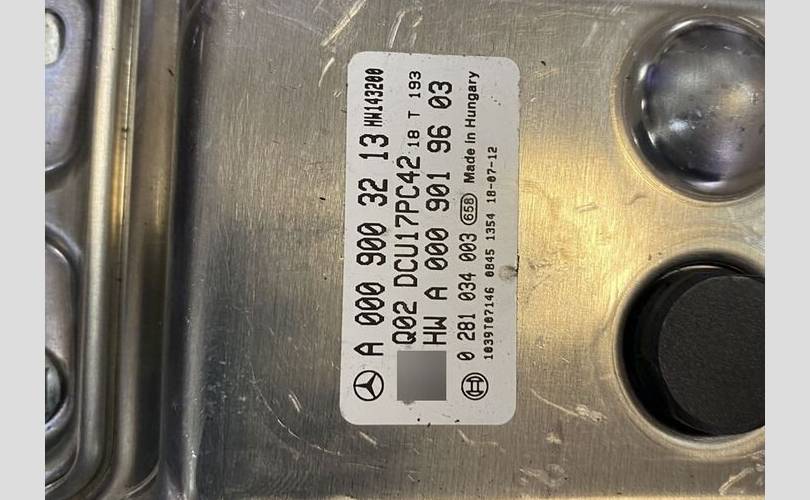 A 000 900 32 13 HW143200
Q02 DCU17PC42 18 T 193
HW A 000 901 96 03
0 281 034 003 658 Made in Hungary
1039T07146 0845 1354 18-07-12